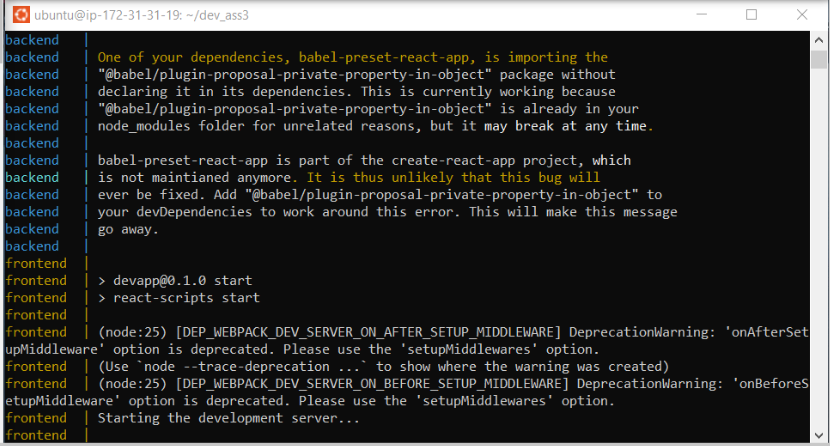 ubuntu@ip-172-31-31-19: ~/dev_ass3
backend |
backend | One of your dependencies, babel-preset-react-app, is importing the
backend | "@babel/plugin-proposal-private-property-in-object" package without
backend | declaring it in its dependencies. This is currently working because
backend | "@babel/plugin-proposal-private-property-in-object" is already in your
backend | node_modules folder for unrelated reasons, but it may break at any time.
backend |
backend | babel-preset-react-app is part of the create-react-app project, which
backend | is not maintianed anymore. It is thus unlikely that this bug will
backend | ever be fixed. Add "@babel/plugin-proposal-private-property-in-object" to
backend | your devDependencies to work around this error. This will make this message
backend | go away.
backend |
frontend |
frontend | > devapp@0.1.0 start
frontend | > react-scripts start
frontend |
frontend | (node:25) [DEP_WEBPACK_DEV_SERVER_ON_AFTER_SETUP_MIDDLEWARE] DeprecationWarning: 'onAfterSet
upMiddleware' option is deprecated. Please use the 'setupMiddlewares' option.
frontend | (Use `node --trace-deprecation ...` to show where the warning was created)
frontend | (node:25) [DEP_WEBPACK_DEV_SERVER_ON_BEFORE_SETUP_MIDDLEWARE] DeprecationWarning: 'onBeforeS
etupMiddleware' option is deprecated. Please use the 'setupMiddlewares' option.
frontend | Starting the development server...
frontend |